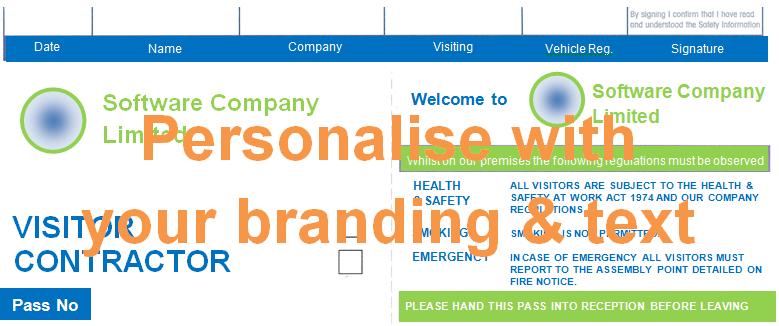 By signing I confirm that I have read
and understood the Safety Information
Date Name Company Visiting Vehicle Reg. Signature
Software Company
Limited
Welcome to
Software Company
Limited
Personalise with
your branding & text
Whilst on our premises the following regulations must be observed
VISITOR
CONTRACTOR
Pass No
HEALTH
& SAFETY
ALL VISITORS ARE SUBJECT TO THE HEALTH &
SAFETY AT WORK ACT 1974 AND OUR COMPANY
REGULATIONS.
SMOKING
SMOKING IS NOT PERMITTED.
EMERGENCY
IN CASE OF EMERGENCY ALL VISITORS MUST
REPORT TO THE ASSEMBLY POINT DETAILED ON
FIRE NOTICE.
PLEASE HAND THIS PASS INTO RECEPTION BEFORE LEAVING